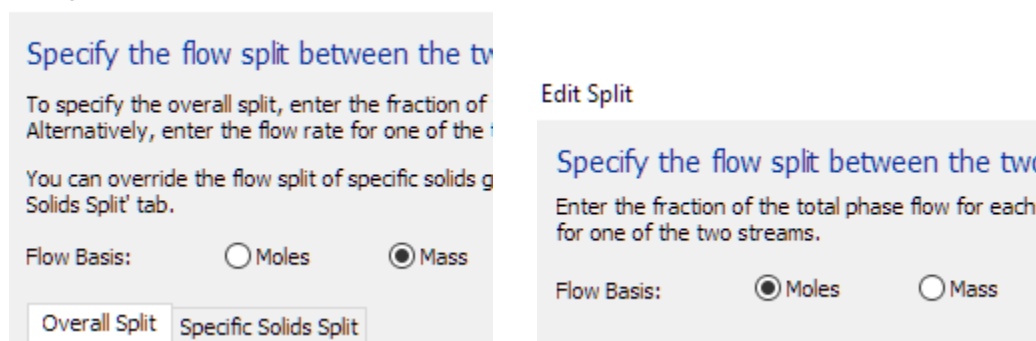 Specify the flow split between the tw
To specify the overall split, enter the fraction of
Alternatively, enter the flow rate for one of the
You can override the flow split of specific solids g
Solids Split' tab.
Flow Basis: Moles Mass
Overall Split Specific Solids Split
Edit Split
Specify the flow split between the two
Enter the fraction of the total phase flow for each
for one of the two streams.
Flow Basis: Moles Mass